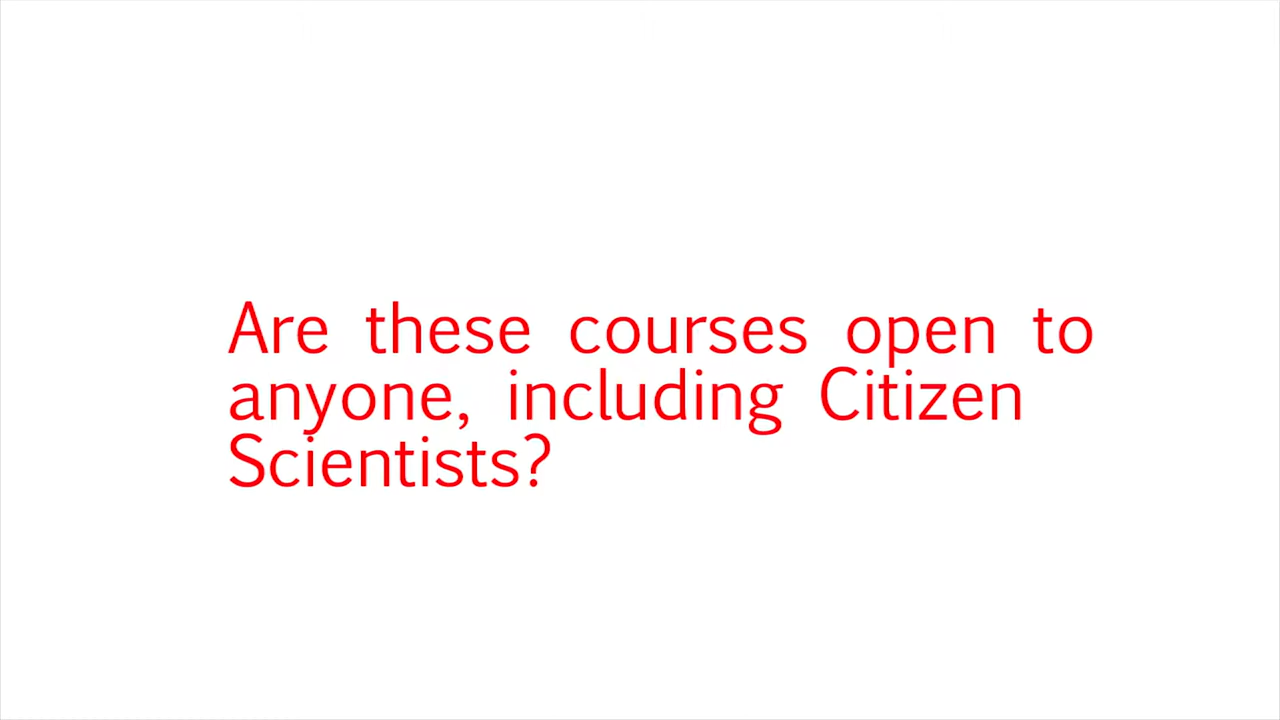 Are these courses open to
anyone, including Citizen
Scientists?